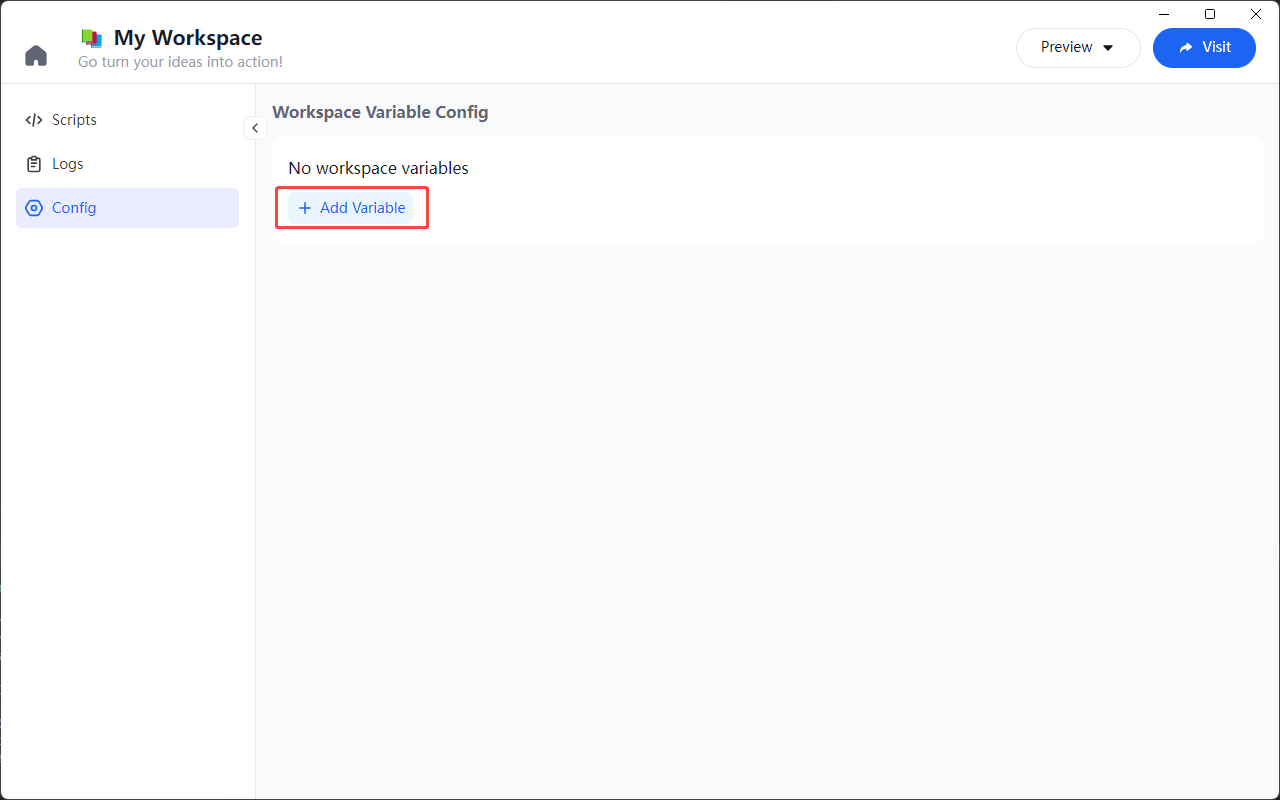 My Workspace
Go turn your ideas into action!
Preview
Visit
Scripts
Logs
Config
Workspace Variable Config
No workspace variables
Add Variable